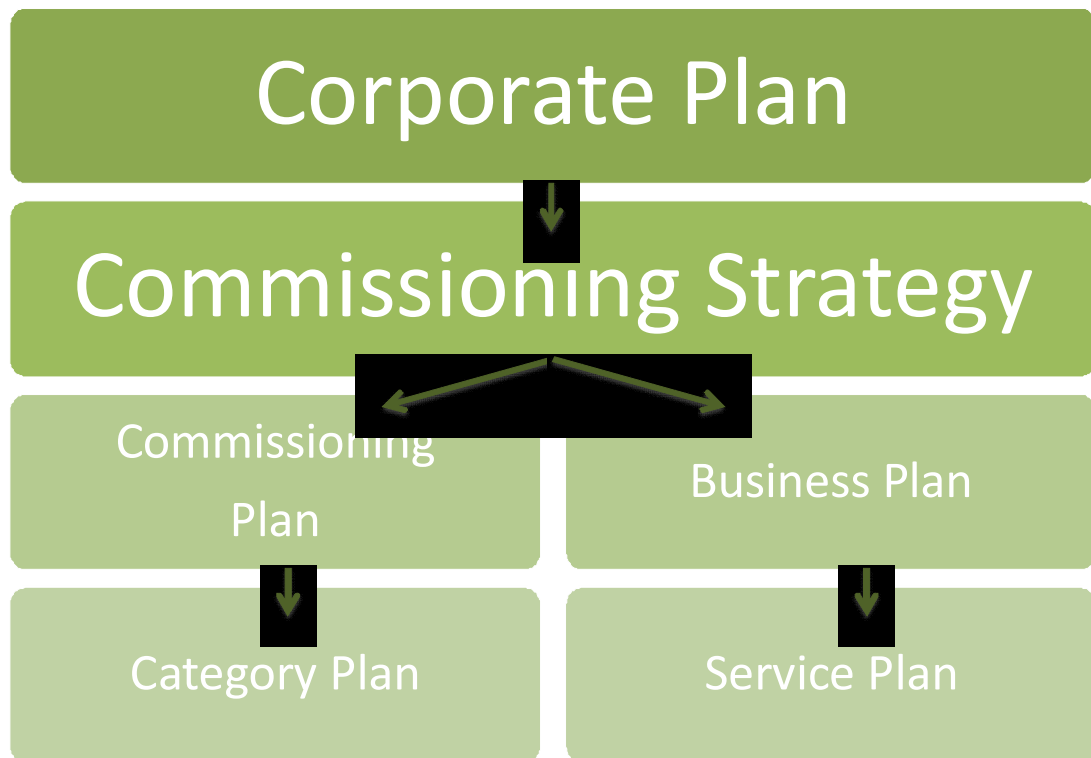 Corporate Plan
Commissioning Strategy
Commissioning
Plan
Business Plan
Category Plan
Service Plan